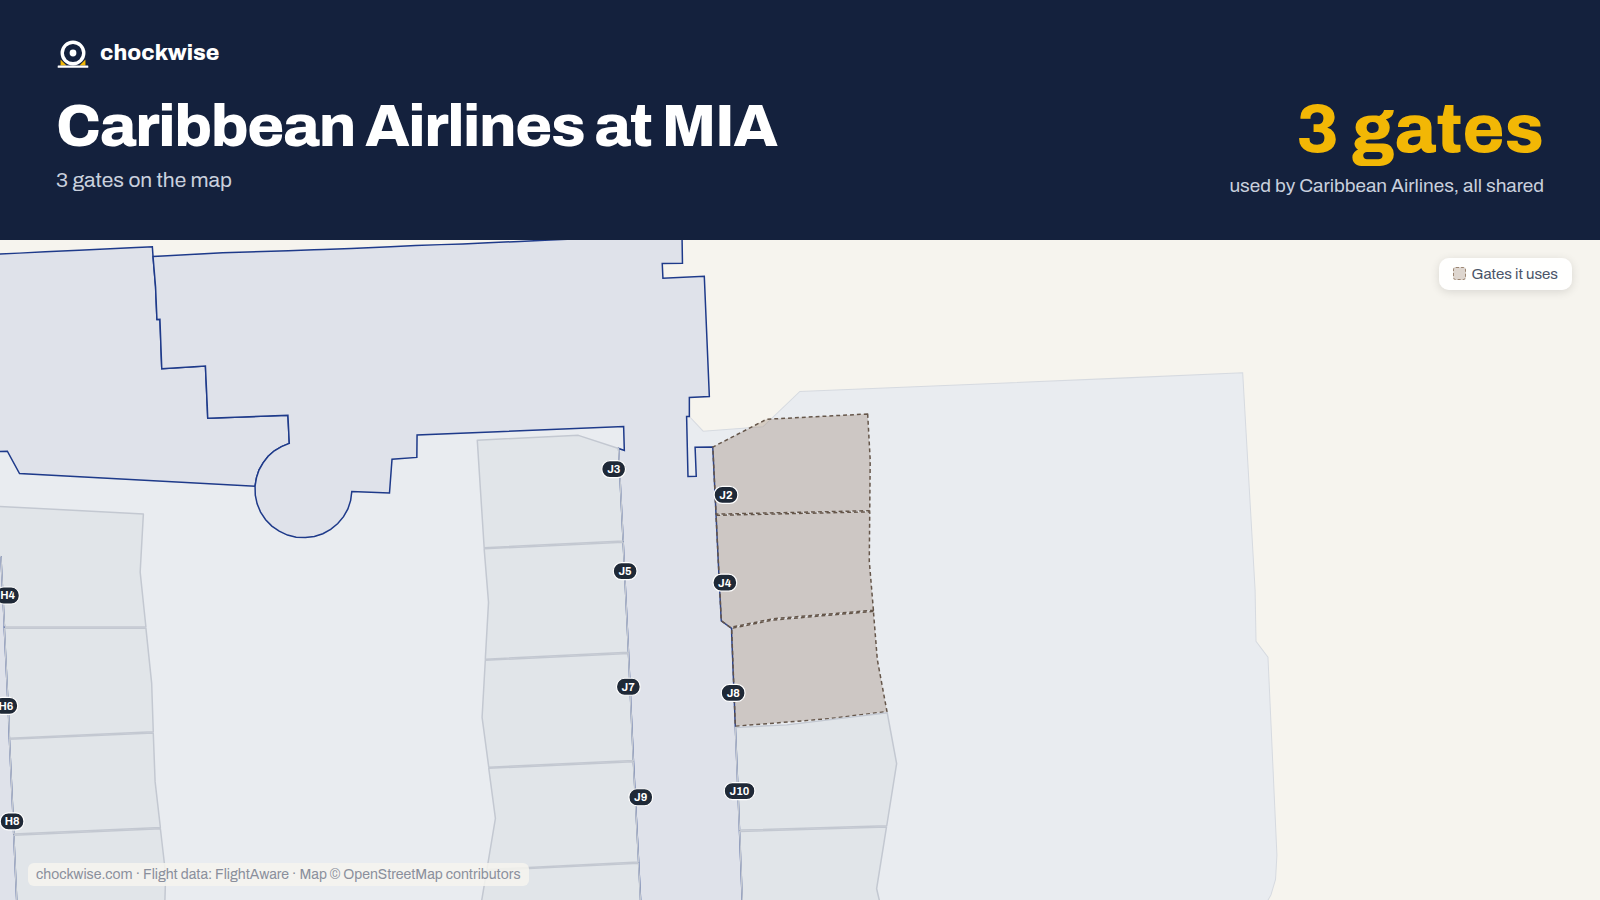 chockwise
Caribbean Airlines at MIA
3 gates on the map
3 gates
used by Caribbean Airlines, all shared
Gates it uses
J3
J2
J5
J4
H4
J7
J8
H6
J9
J10
H8
chockwise.com · Flight data: FlightAware · Map © OpenStreetMap contributors